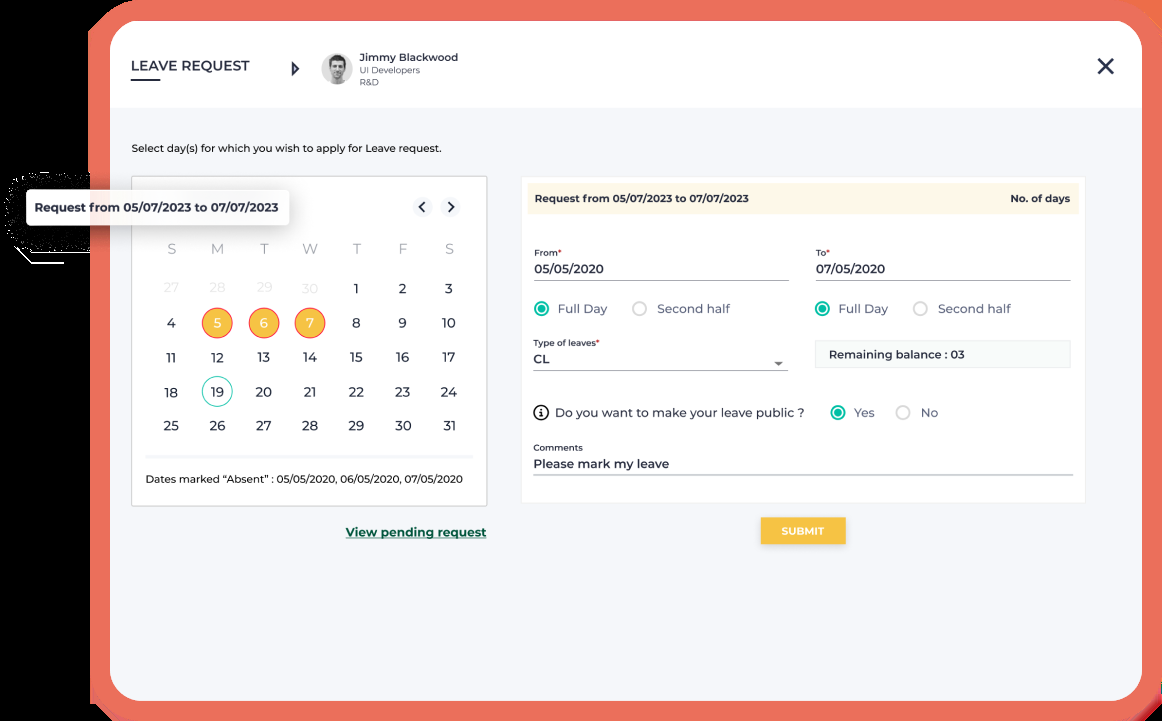 LEAVE REQUEST
Jimmy Blackwood
UI Developers
R&D
Select day(s) for which you wish to apply for Leave request.
Request from 05/07/2023 to 07/07/2023
S M T W T F S
27 28 29 30 1 2 3
4 5 6 7 8 9 10
11 12 13 14 15 16 17
18 19 20 21 22 23 24
25 26 27 28 29 30 31
Dates marked “Absent” : 05/05/2020, 06/05/2020, 07/05/2020
View pending request
Request from 05/07/2023 to 07/07/2023 No. of days
From* To*
05/05/2020 07/05/2020
Full Day Second half Full Day Second half
Type of leaves*
CL Remaining balance : 03
Do you want to make your leave public ? Yes No
Comments
Please mark my leave
SUBMIT